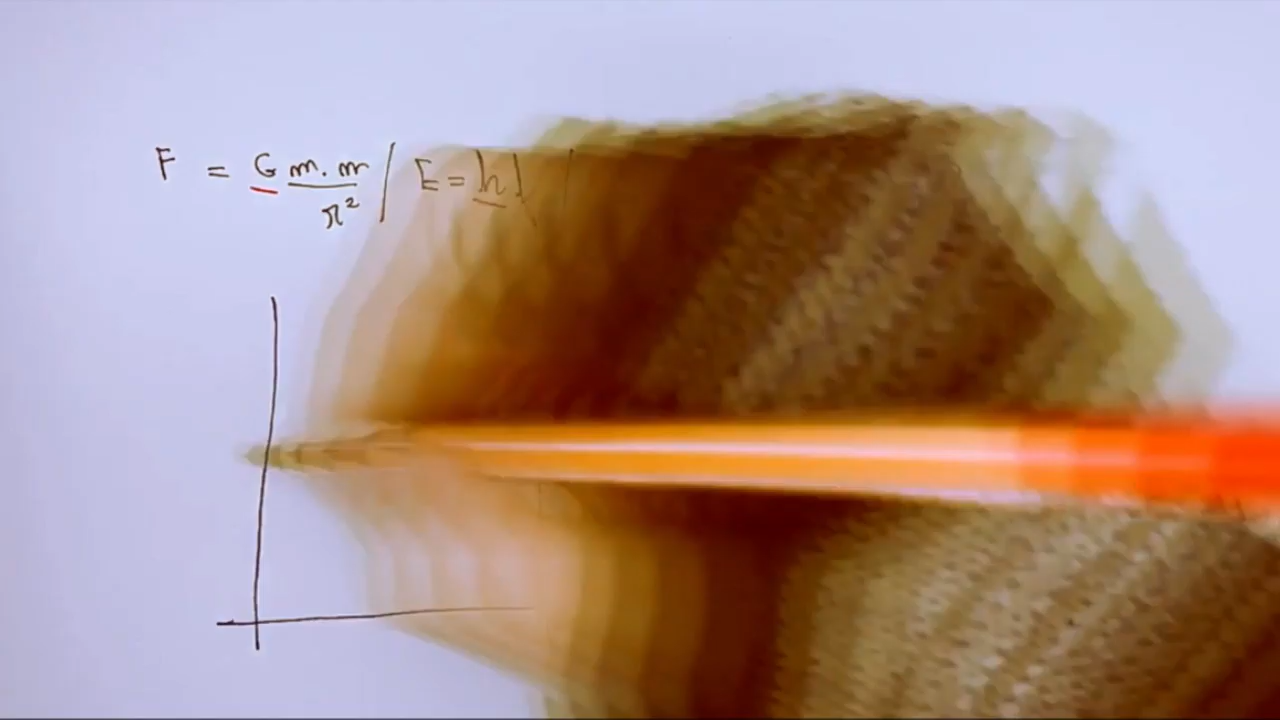 F = G m.m / E = h
r²